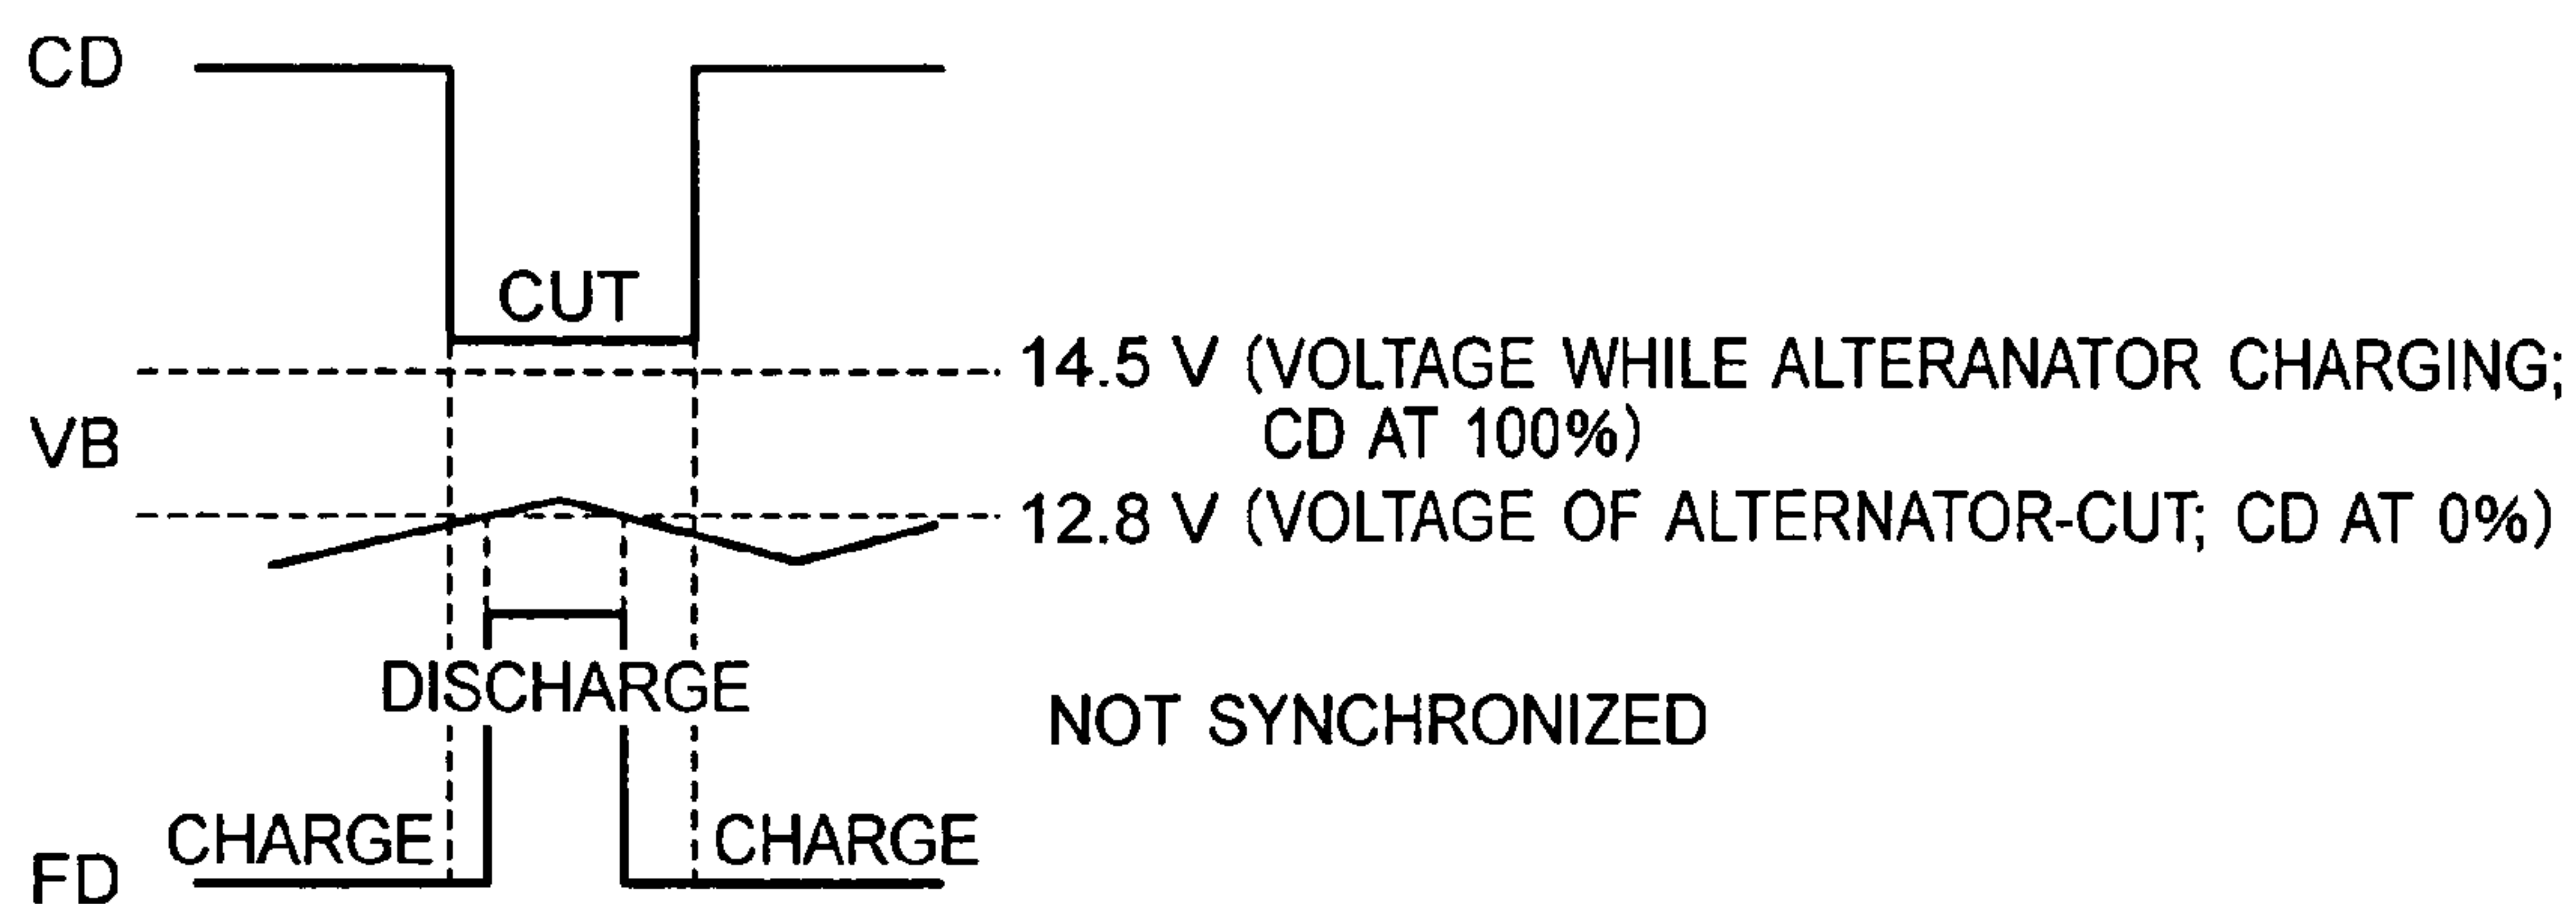 CD
CUT
14.5 V (VOLTAGE WHILE ALTERANATOR CHARGING;
CD AT 100%)
VB
12.8 V (VOLTAGE OF ALTERNATOR-CUT; CD AT 0%)
DISCHARGE
NOT SYNCHRONIZED
CHARGE
CHARGE
FD